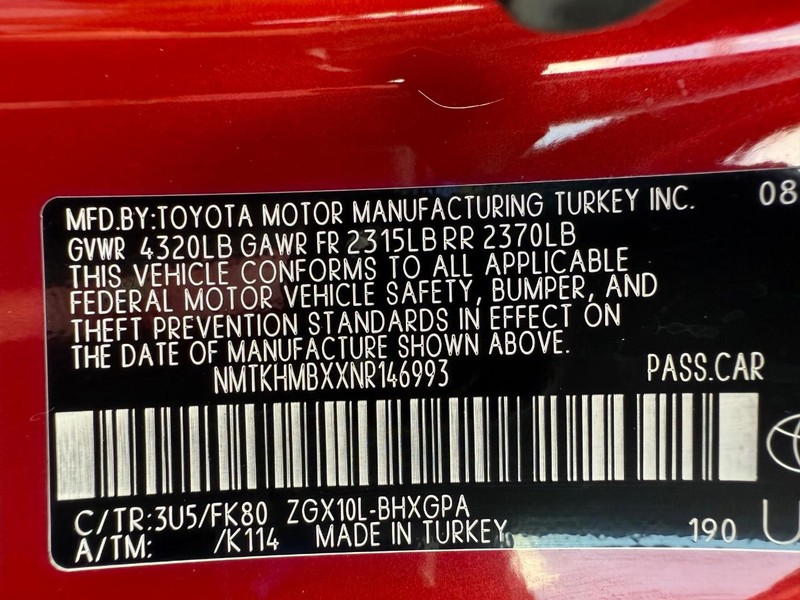 MFD.BY:TOYOTA MOTOR MANUFACTURING TURKEY INC. 08
GVWR 4320LB GAWR FR 2315LB RR 2370LB
THIS VEHICLE CONFORMS TO ALL APPLICABLE
FEDERAL MOTOR VEHICLE SAFETY, BUMPER, AND
THEFT PREVENTION STANDARDS IN EFFECT ON
THE DATE OF MANUFACTURE SHOWN ABOVE.
NMTKHMBXXNR146993 PASS.CAR
C/TR:3U5/FK80 ZGX10L-BHXGPA
A/TM: /K114 MADE IN TURKEY 190